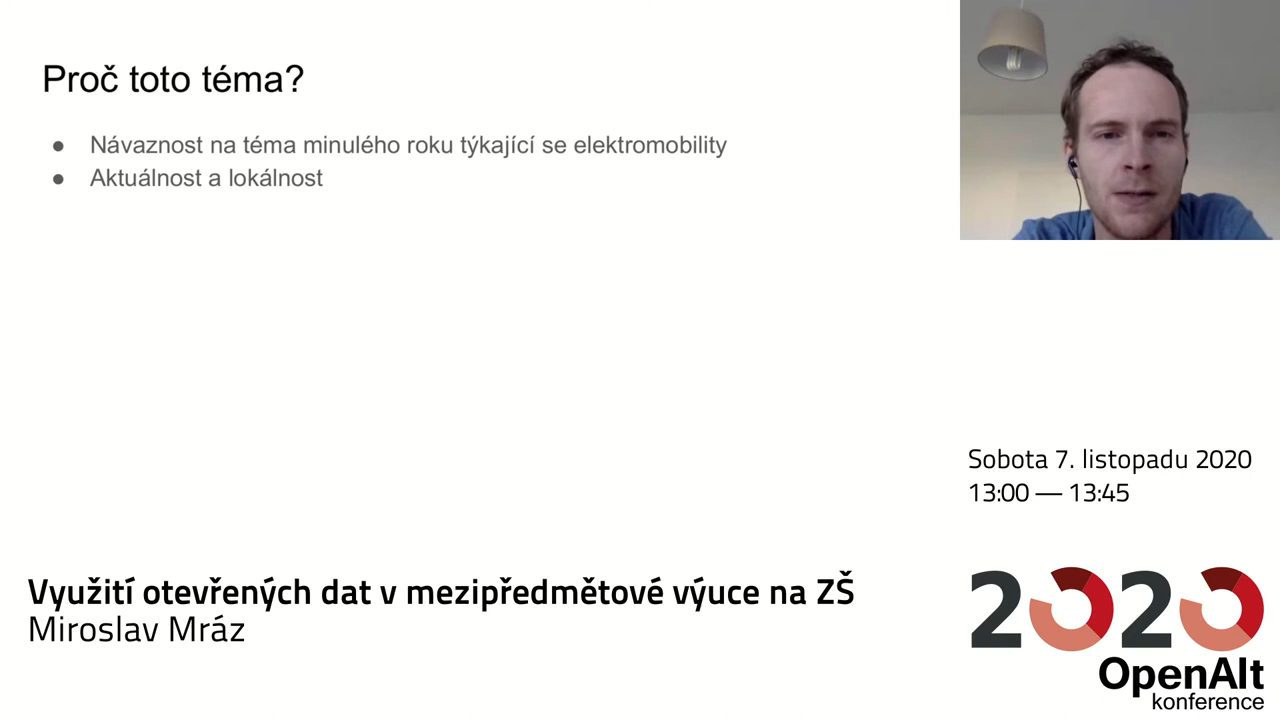 Proč toto téma?
● Návaznost na téma minulého roku týkající se elektromobility
● Aktuálnost a lokálnost
Sobota 7. listopadu 2020
13:00 — 13:45
Využití otevřených dat v mezipředmětové výuce na ZŠ
Miroslav Mráz
2020
OpenAlt
konference